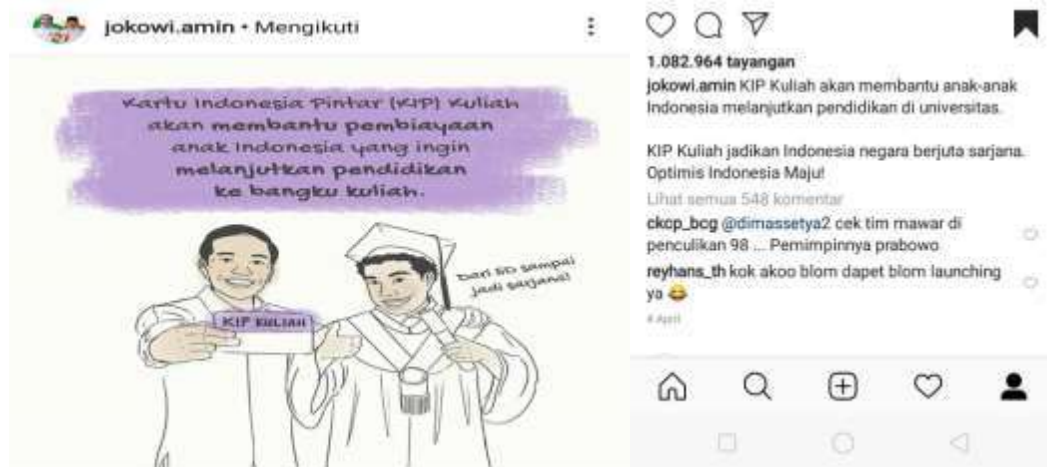 jokowi.amin • Mengikuti
Kartu Indonesia Pintar (KIP) Kuliah
akan membantu pembiayaan
anak Indonesia yang ingin
melanjutkan pendidikan
ke bangku kuliah.
Dari SD sampai
jadi sarjana!
KIP KULIAH
1.082.964 tayangan
jokowi.amin KIP Kuliah akan membantu anak-anak
Indonesia melanjutkan pendidikan di universitas.
KIP Kuliah jadikan Indonesia negara berjuta sarjana.
Optimis Indonesia Maju!
Lihat semua 548 komentar
ckcp_bcg @dimassetya2 cek tim mawar di
penculikan 98 ... Pemimpinnya prabowo
reyhans_th kok akoo blom dapet blom launching
ya 😂
4 April